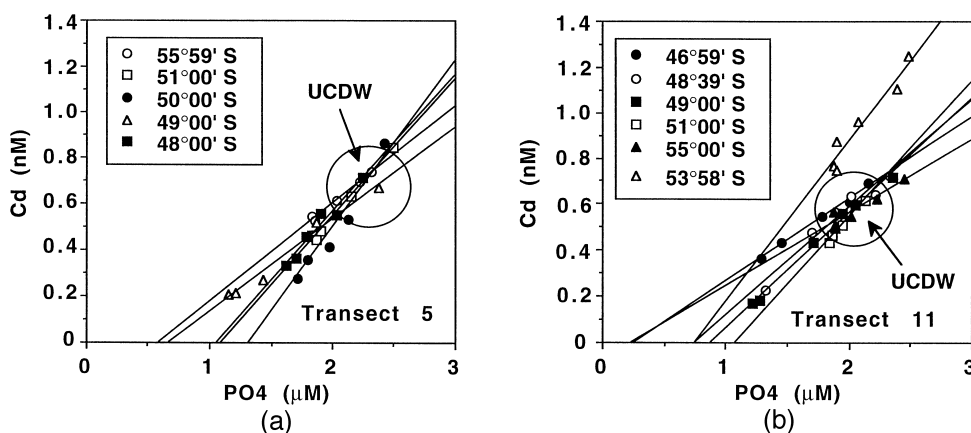 1.4
1.2
1.0
0.8
0.6
0.4
0.2
0
Cd (nM)
55°59' S
51°00' S
50°00' S
49°00' S
48°00' S
UCDW
Transect 5
0
1
2
3
PO4 (μM)
(a)
1.4
1.2
1.0
0.8
0.6
0.4
0.2
0
Cd (nM)
46°59' S
48°39' S
49°00' S
51°00' S
55°00' S
53°58' S
UCDW
Transect 11
0
1
2
3
PO4 (μM)
(b)